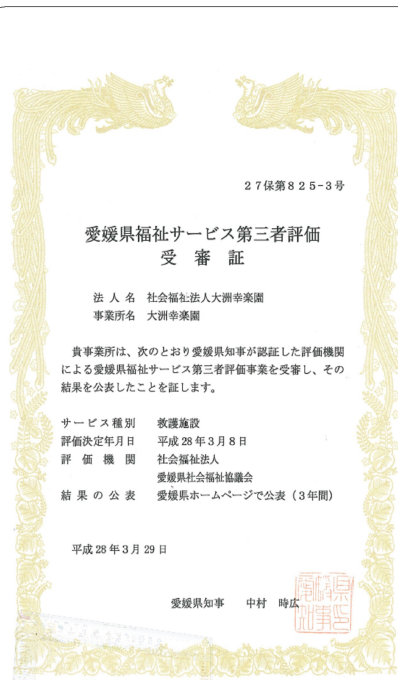 27保第825-3号
愛媛県福祉サービス第三者評価
受審証
法人名 社会福祉法人大洲幸楽園
事業所名 大洲幸楽園
貴事業所は、次のとおり愛媛県知事が認証した評価機関
による愛媛県福祉サービス第三者評価事業を受審し、その
結果を公表したことを証します。
サービス種別 救護施設
評価決定年月日 平成28年3月8日
評価機関 社会福祉法人
愛媛県社会福祉協議会
結果の公表 愛媛県ホームページで公表（3年間）
平成28年3月29日
愛媛県知事 中村 時広